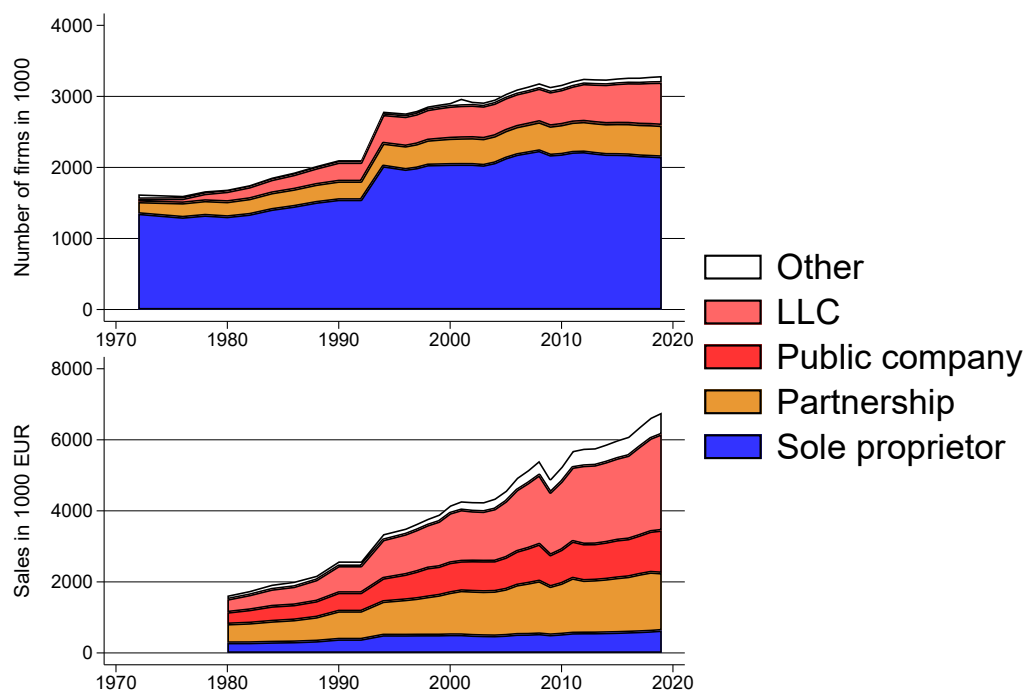 Number of firms in 1000
4000
3000
2000
1000
0
1970 1980 1990 2000 2010 2020
Sales in 1000 EUR
8000
6000
4000
2000
0
1970 1980 1990 2000 2010 2020
Other
LLC
Public company
Partnership
Sole proprietor